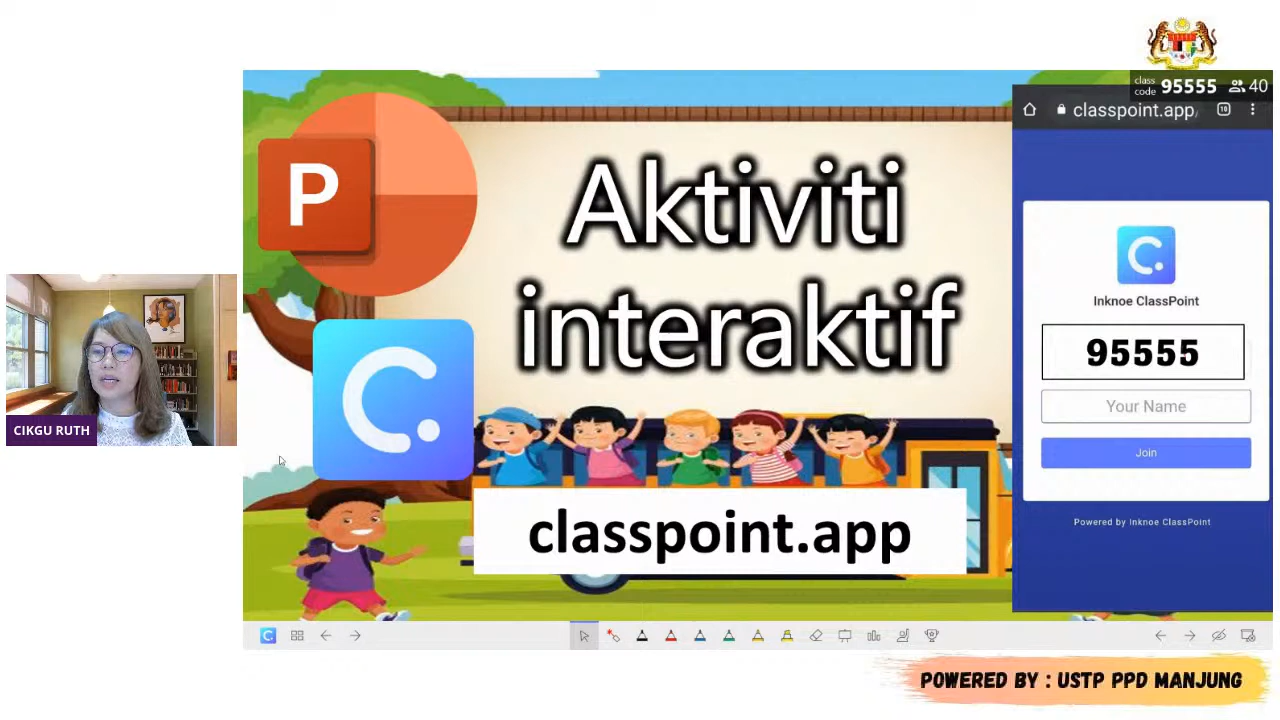 class code 95555 40
classpoint.app
10
P
Aktiviti
interaktif
Inknoe ClassPoint
95555
Your Name
Join
Powered by Inknoe ClassPoint
CIKGU RUTH
classpoint.app
POWERED BY : USTP PPD MANJUNG